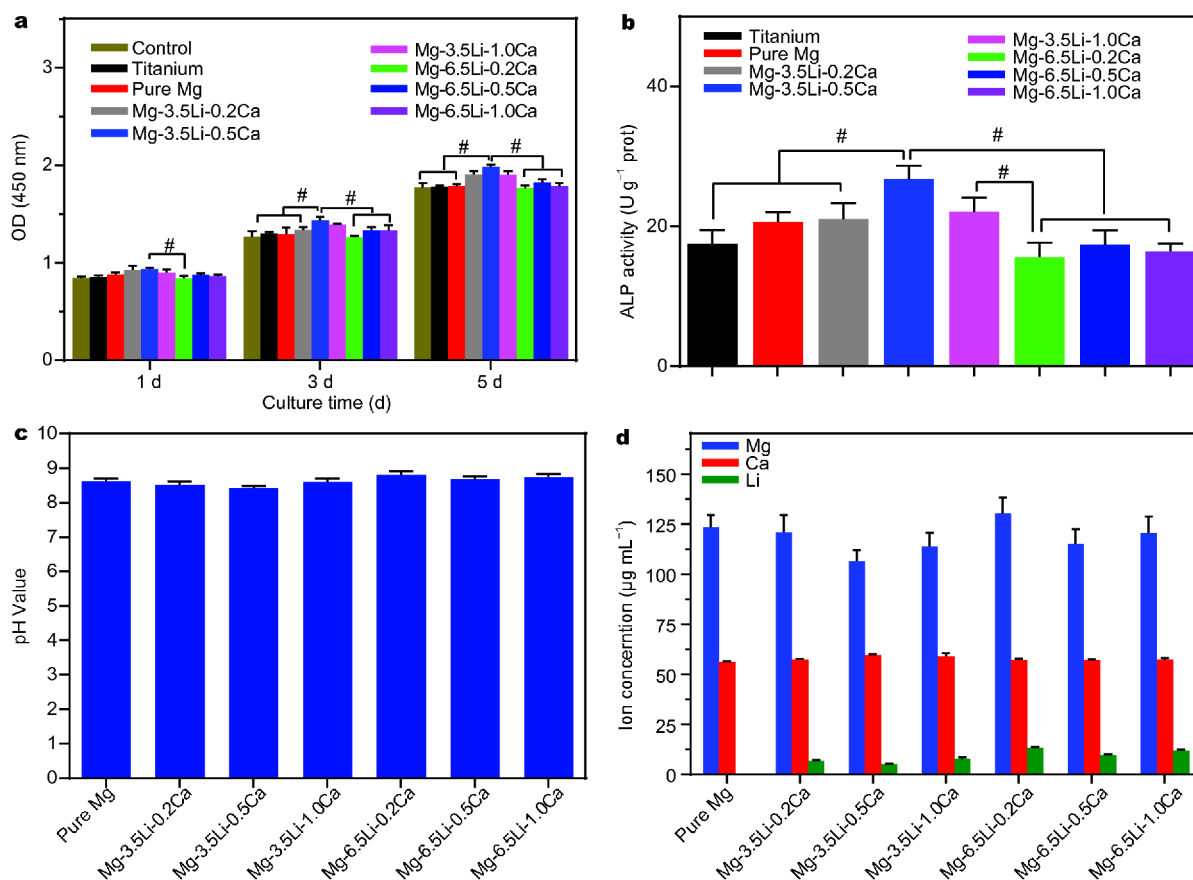 a
Control
Titanium
Pure Mg
Mg-3.5Li-0.2Ca
Mg-3.5Li-0.5Ca
Mg-3.5Li-1.0Ca
Mg-6.5Li-0.2Ca
Mg-6.5Li-0.5Ca
Mg-6.5Li-1.0Ca
OD (450 nm)
3
2
1
0
#
#
#
#
#
1 d
3 d
5 d
Culture time (d)
b
Titanium
Pure Mg
Mg-3.5Li-0.2Ca
Mg-3.5Li-0.5Ca
Mg-3.5Li-1.0Ca
Mg-6.5Li-0.2Ca
Mg-6.5Li-0.5Ca
Mg-6.5Li-1.0Ca
ALP activity (U g⁻¹ prot)
40
20
0
#
#
#
c
pH Value
10
9
8
7
6
5
4
3
2
1
0
Pure Mg
Mg-3.5Li-0.2Ca
Mg-3.5Li-0.5Ca
Mg-3.5Li-1.0Ca
Mg-6.5Li-0.2Ca
Mg-6.5Li-0.5Ca
Mg-6.5Li-1.0Ca
d
Mg
Ca
Li
Ion concerntion (μg mL⁻¹)
150
125
100
75
50
25
0
Pure Mg
Mg-3.5Li-0.2Ca
Mg-3.5Li-0.5Ca
Mg-3.5Li-1.0Ca
Mg-6.5Li-0.2Ca
Mg-6.5Li-0.5Ca
Mg-6.5Li-1.0Ca